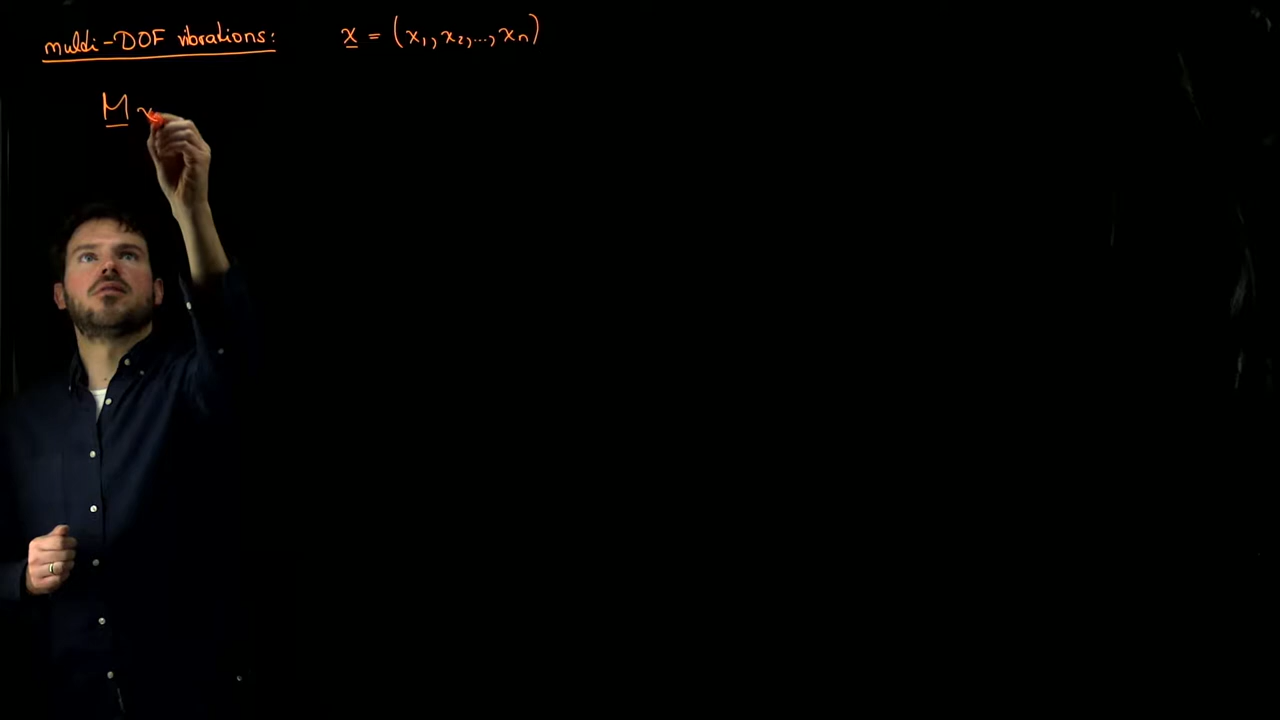 multi-DOF vibrations: x = (x₁, x₂, ..., xₙ)
M x